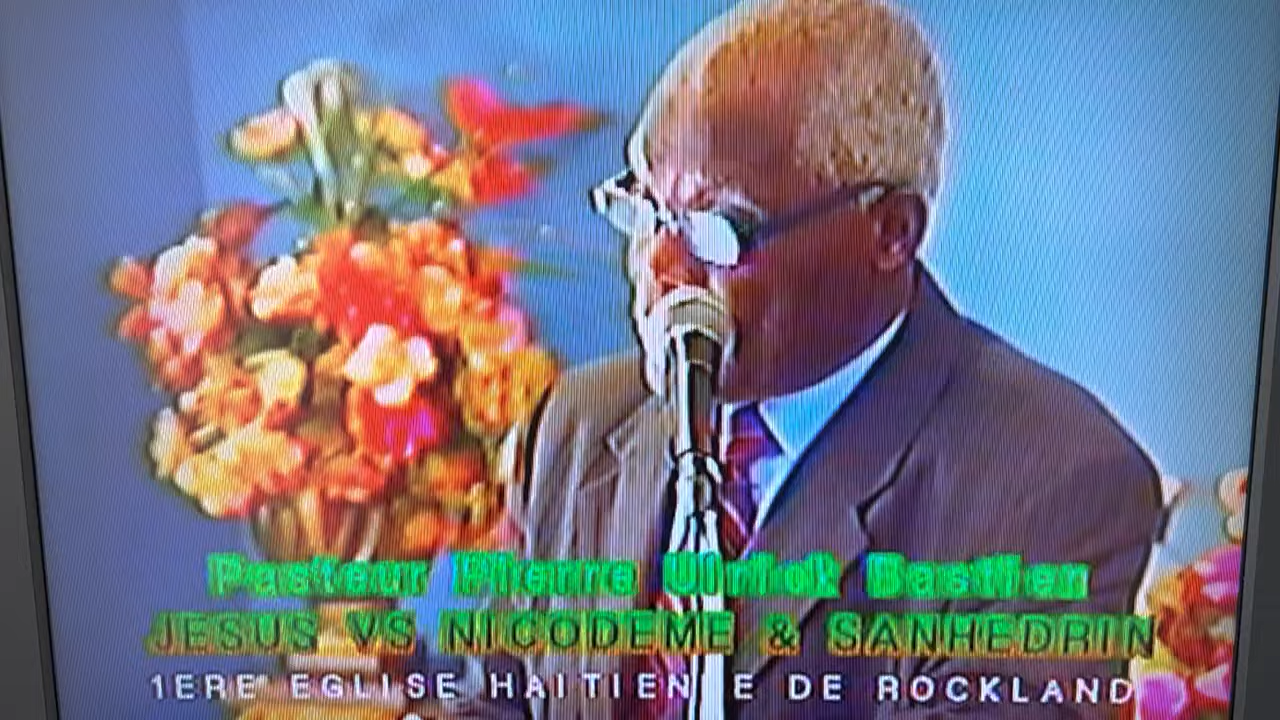 Pasteur Pierre Ulrick Bastien
JESUS VS NICODEME & SANHEDRIN
1ERE EGLISE HAITIENNE DE ROCKLAND